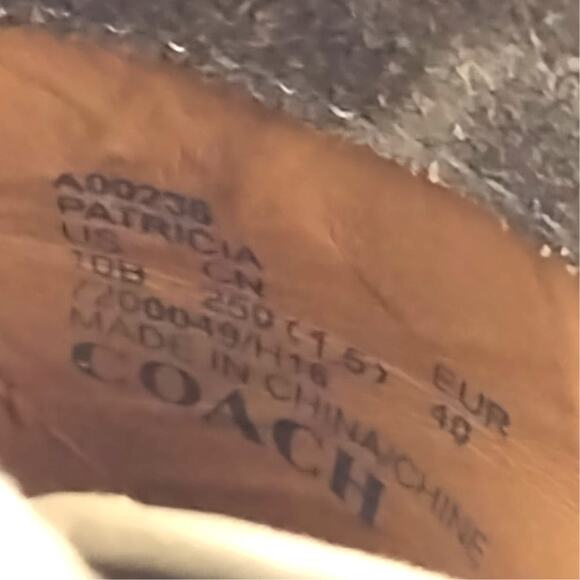 A00238
PATRICIA
US CN EUR
10B 250(1.5) 40
7200049/H16
MADE IN CHINA/CHINE
COACH